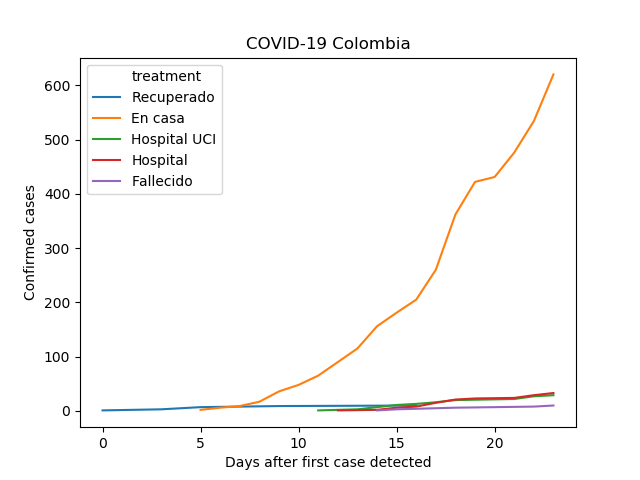 COVID-19 Colombia
treatment
Recuperado
En casa
Hospital UCI
Hospital
Fallecido
Confirmed cases
600
500
400
300
200
100
0
0 5 10 15 20
Days after first case detected